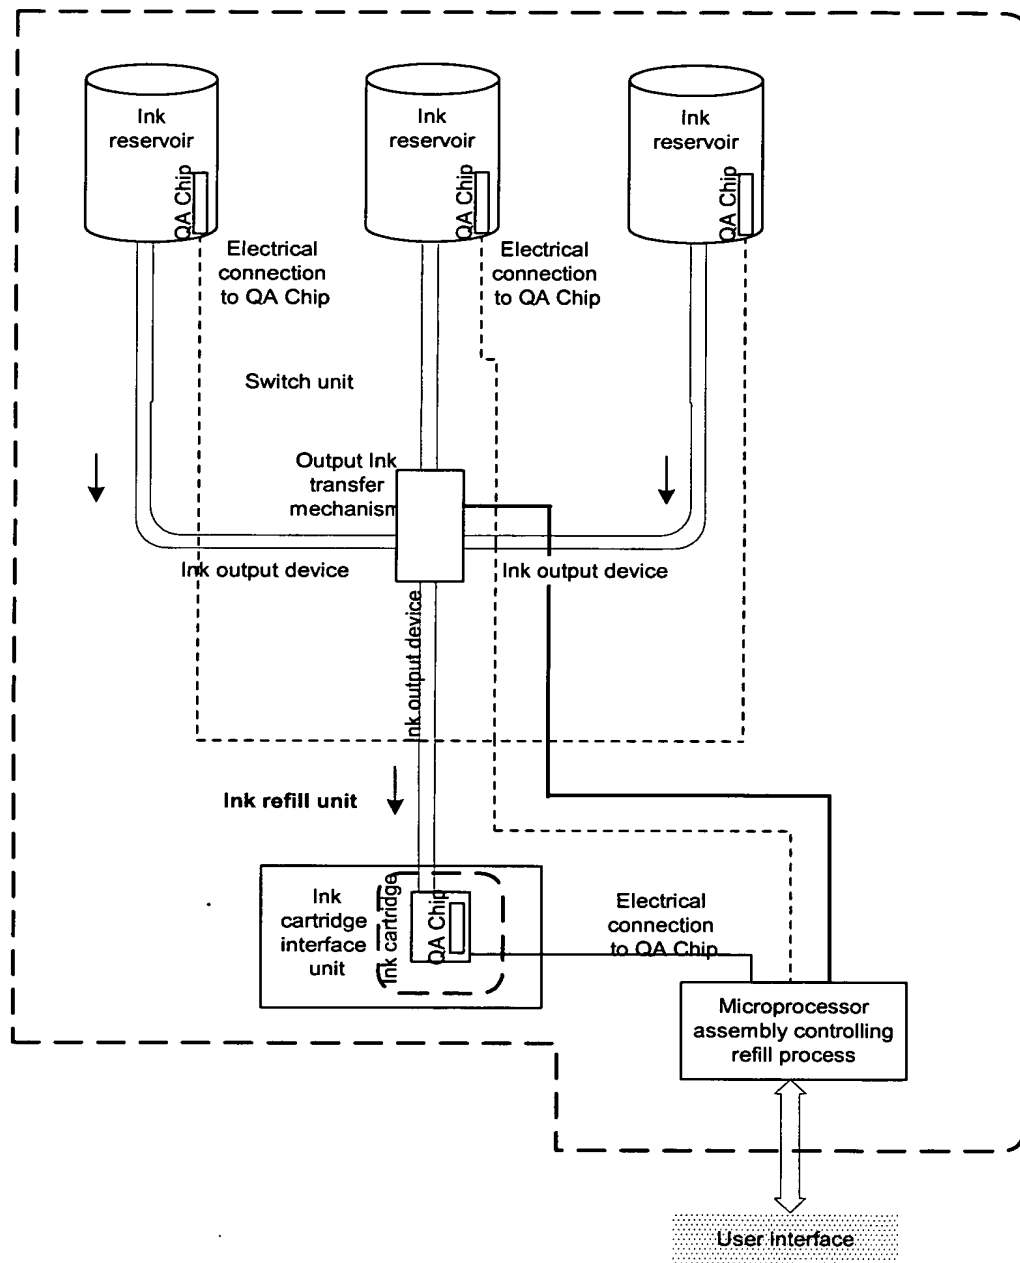 Ink
reservoir
QA Chip
Ink
reservoir
QA Chip
Ink
reservoir
QA Chip
Electrical
connection
to QA Chip
Electrical
connection
to QA Chip
Switch unit
Output Ink
transfer
mechanism
Ink output device
Ink output device
Ink output device
Ink refill unit
Ink
cartridge
interface
unit
Ink cartridge
QA Chip
Electrical
connection
to QA Chip
Microprocessor
assembly controlling
refill process
User interface